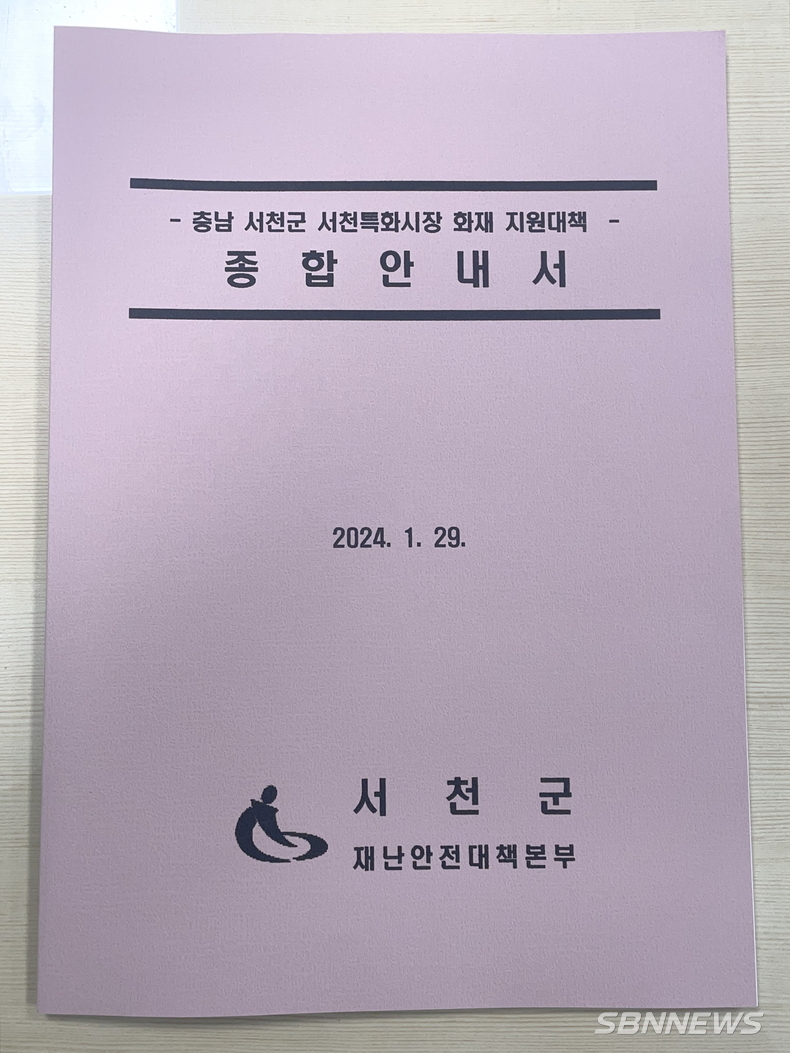 - 충남 서천군 서천특화시장 화재 지원대책 -
종 합 안 내 서
2024. 1. 29.
서 천 군
재난안전대책본부
SBNNEWS